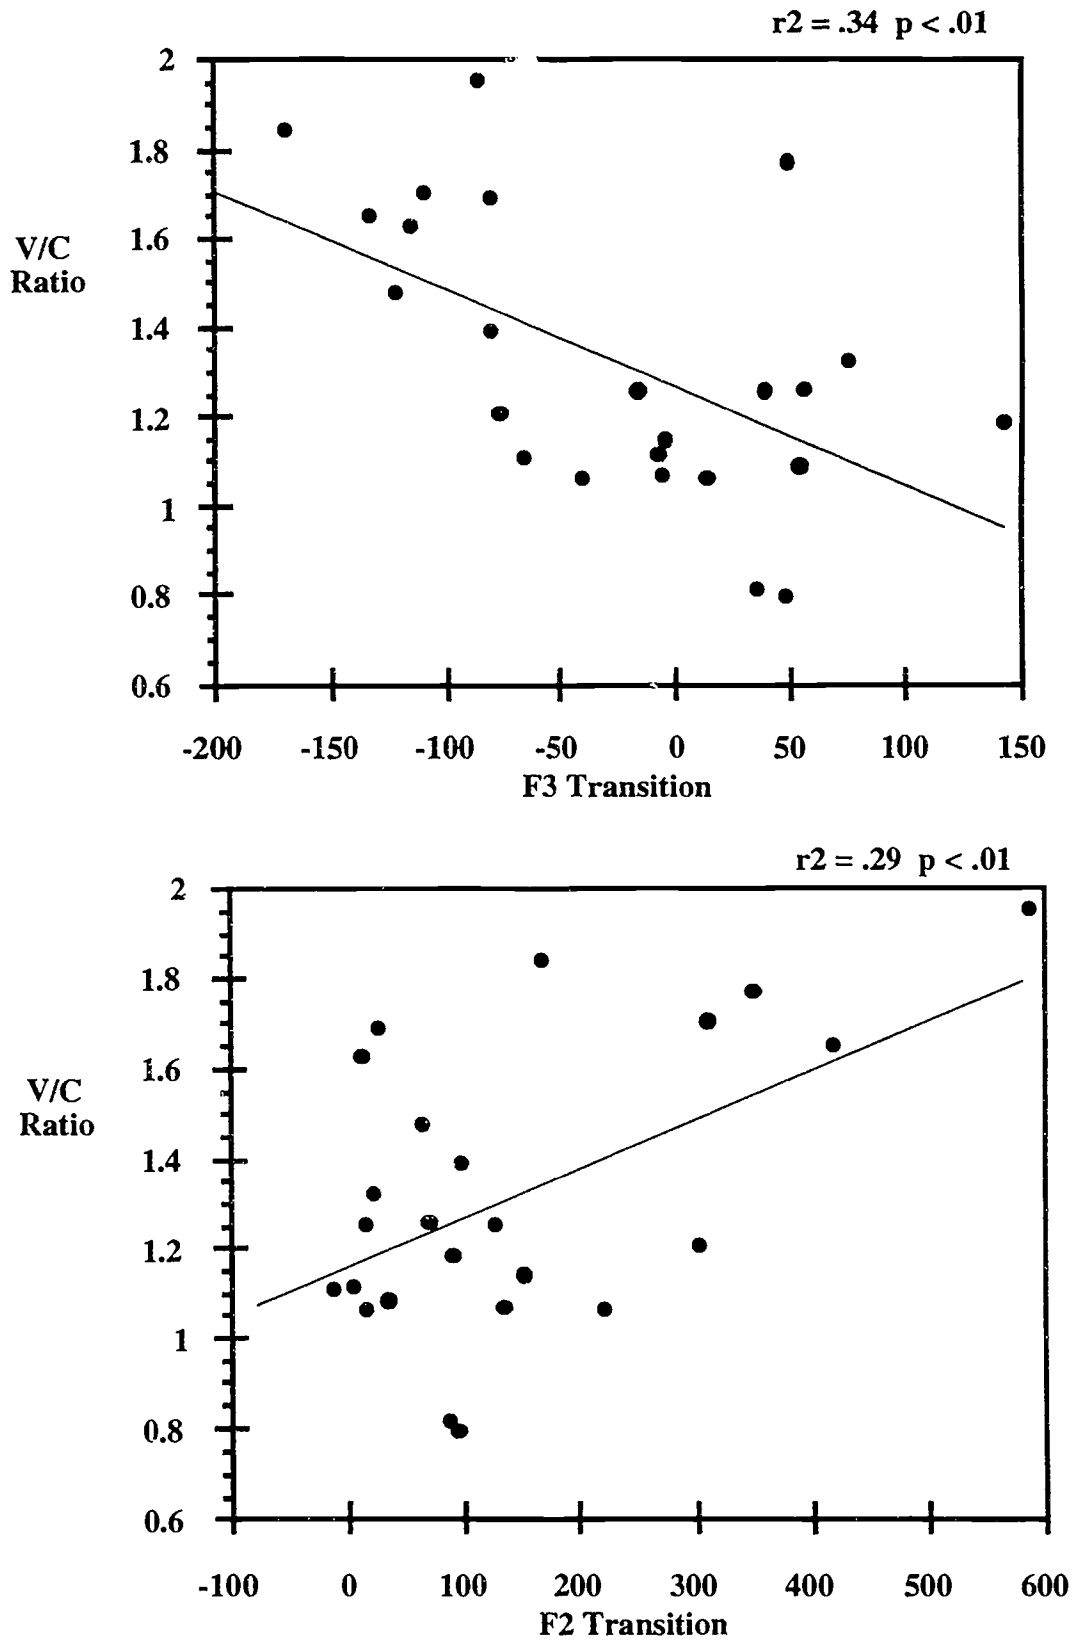 r2 = .34 p < .01
2
1.8
1.6
V/C
Ratio
1.4
1.2
1
0.8
0.6
-200 -150 -100 -50 0 50 100 150
F3 Transition
r2 = .29 p < .01
2
1.8
1.6
V/C
Ratio
1.4
1.2
1
0.8
0.6
-100 0 100 200 300 400 500 600
F2 Transition